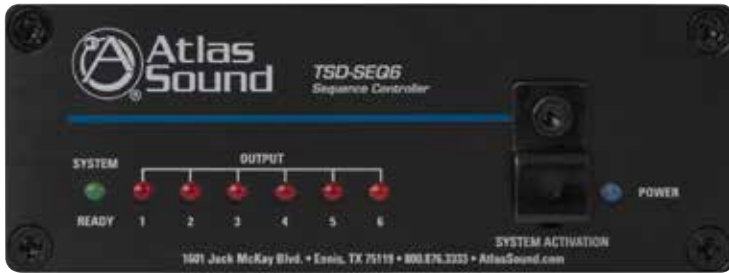 Atlas
Sound®
TSD-SEQ6
Sequence Controller
SYSTEM
OUTPUT
READY
1 2 3 4 5 6
POWER
SYSTEM ACTIVATION
1601 Jack McKay Blvd. • Ennis, TX 75119 • 800.876.3333 • AtlasSound.com